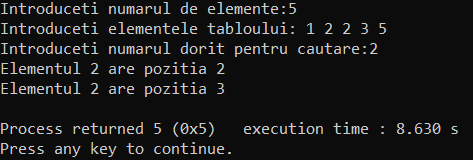 Introduceti numarul de elemente:5
Introduceti elementele tabloului: 1 2 2 3 5
Introduceti numarul dorit pentru cautare:2
Elementul 2 are pozitia 2
Elementul 2 are pozitia 3
Process returned 5 (0x5)   execution time : 8.630 s
Press any key to continue.